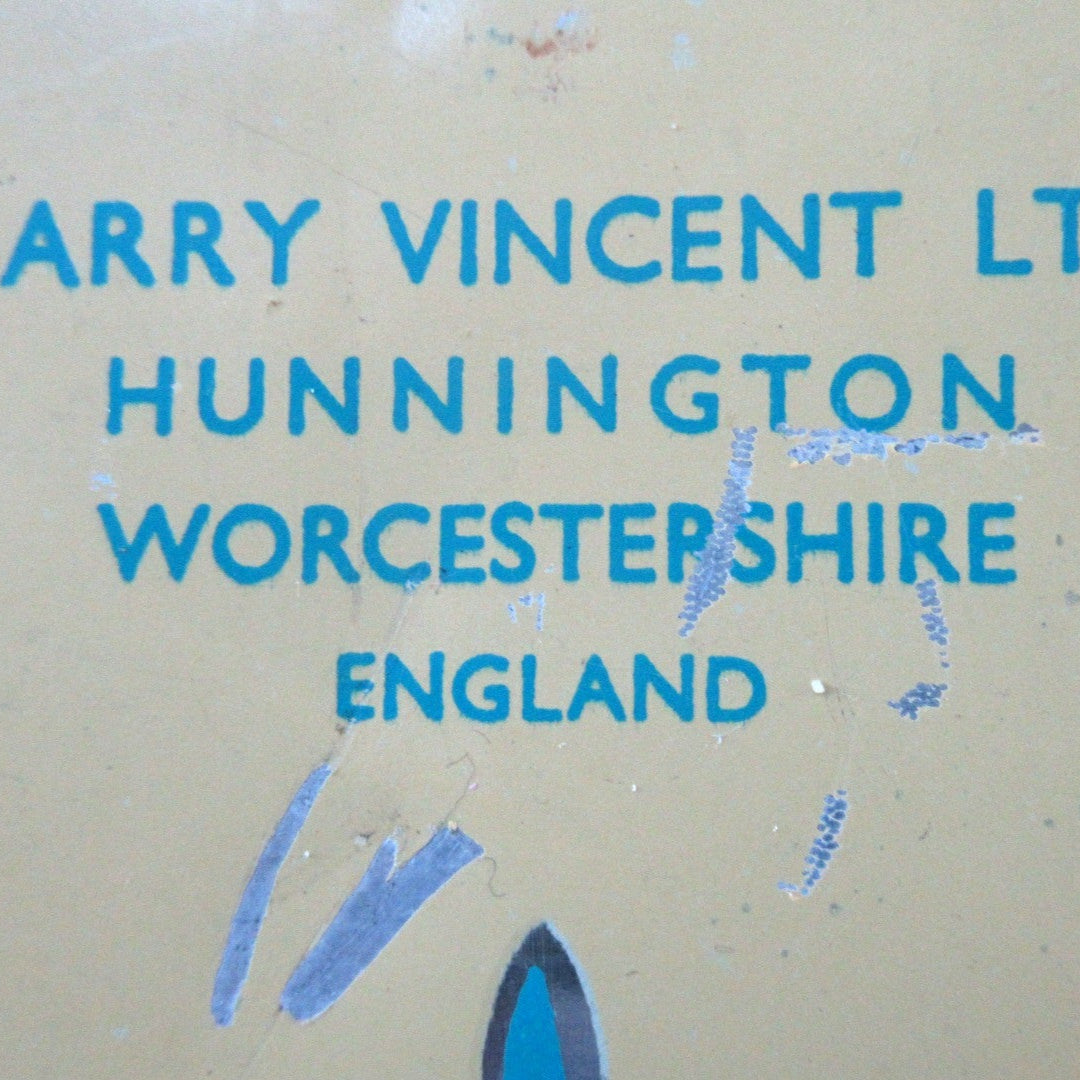 ARRY VINCENT LT
HUNNINGTON
WORCESTERSHIRE
ENGLAND